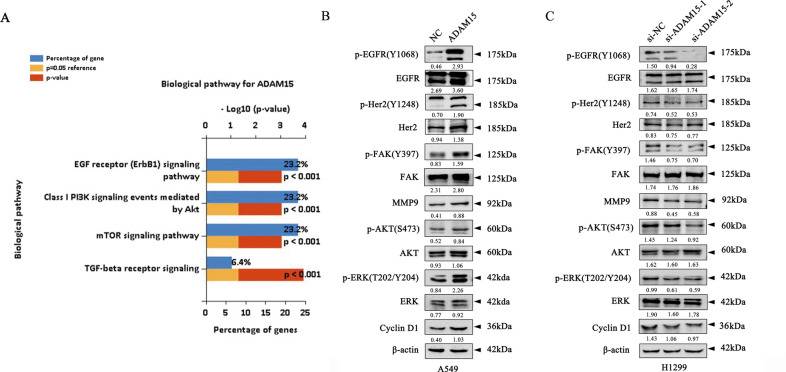 A
Percentage of gene
p=0.05 reference
p-value
Biological pathway for ADAM15
- Log10 (p-value)
0 1 2 3 4
EGF receptor (ErbB1) signaling
pathway
23.2%
p < 0.001
Class I PI3K signaling events mediated
by Akt
23.2%
p < 0.001
mTOR signaling pathway
23.2%
p < 0.001
TGF-beta receptor signaling
6.4%
p < 0.001
Biological pathway
0 5 10 15 20 25
Percentage of genes
B
NC ADAM15
p-EGFR(Y1068) 175kDa
0.46 2.93
EGFR 175kDa
2.69 3.60
p-Her2(Y1248) 185kDa
0.70 1.90
Her2 185kDa
0.94 1.38
p-FAK(Y397) 125kDa
0.83 1.59
FAK 125kDa
2.31 2.80
MMP9 92kDa
0.41 0.88
p-AKT(S473) 60kDa
0.52 0.84
AKT 60kDa
0.93 1.06
p-ERK(T202/Y204) 42kda
0.84 2.26
ERK 42kda
0.77 0.92
Cyclin D1 36kDa
0.40 1.03
β-actin 42kDa
A549
C
si-NC si-ADAM15-1 si-ADAM15-2
p-EGFR(Y1068) 175kDa
1.50 0.94 0.28
EGFR 175kDa
1.62 1.65 1.74
p-Her2(Y1248) 185kDa
0.74 0.52 0.53
Her2 185kDa
0.83 0.75 0.77
p-FAK(Y397) 125kDa
1.46 0.75 0.70
FAK 125kDa
1.74 1.76 1.86
MMP9 92kDa
0.88 0.45 0.58
p-AKT(S473) 60kDa
1.45 1.24 0.92
AKT 60kDa
1.62 1.60 1.63
p-ERK(T202/Y204) 42kDa
0.99 0.61 0.59
ERK 42kDa
1.90 1.60 1.78
Cyclin D1 36kDa
1.43 1.06 0.97
β-actin 42kDa
H1299